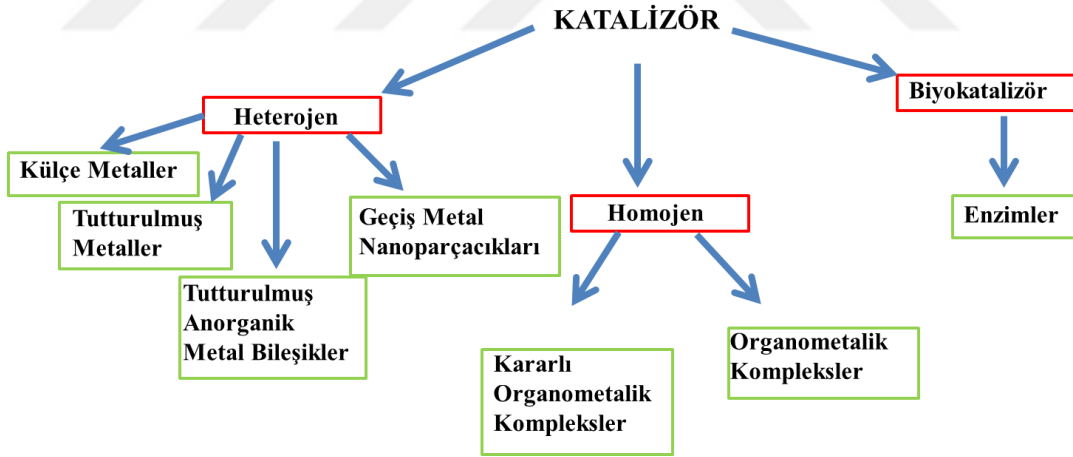 KATALİZÖR
Heterojen
Külçe Metaller
Tutturulmuş
Metaller
Tutturulmuş
Anorganik
Metal Bileşikler
Geçiş Metal
Nanoparçacıkları
Homojen
Kararlı
Organometalik
Kompleksler
Organometalik
Kompleksler
Biyokatalizör
Enzimler